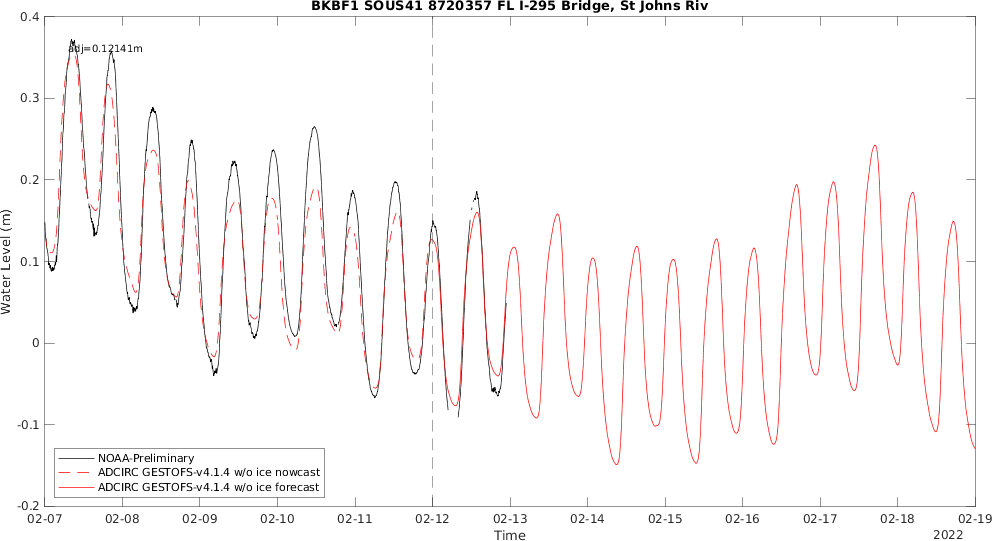 BKBF1 SOUS41 8720357 FL I-295 Bridge, St Johns Riv
adj=0.12141m
0.4
0.3
0.2
0.1
0
-0.1
-0.2
Water Level (m)
NOAA-Preliminary
ADCIRC GESTOFS-v4.1.4 w/o ice nowcast
ADCIRC GESTOFS-v4.1.4 w/o ice forecast
02-07 02-08 02-09 02-10 02-11 02-12 02-13 02-14 02-15 02-16 02-17 02-18 02-19
Time
2022